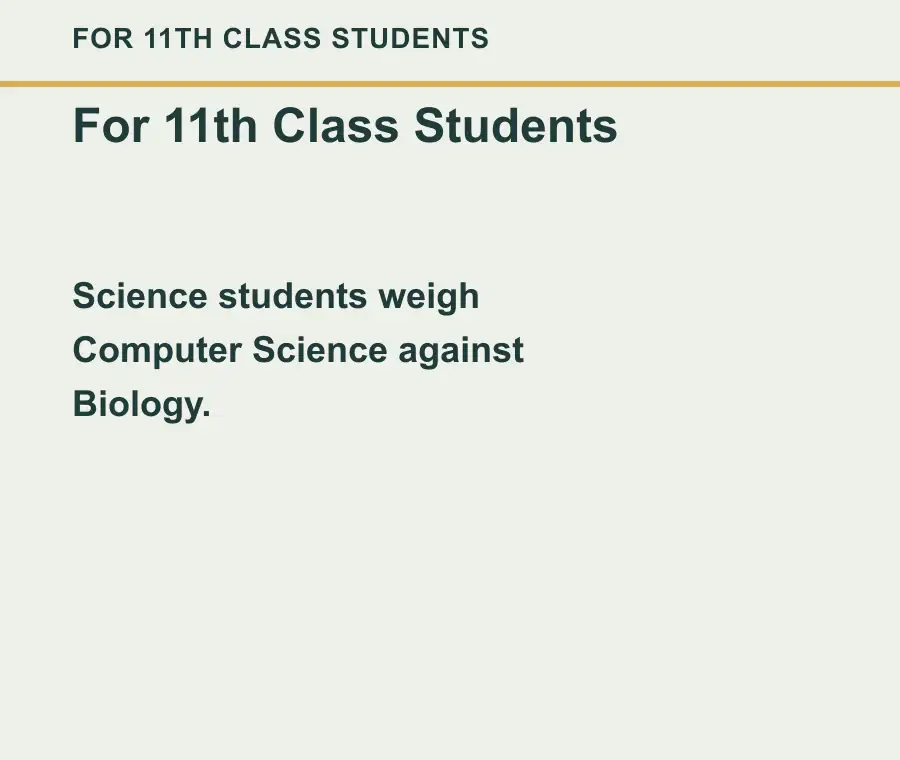 FOR 11TH CLASS STUDENTS
For 11th Class Students
Science students weigh
Computer Science against
Biology.